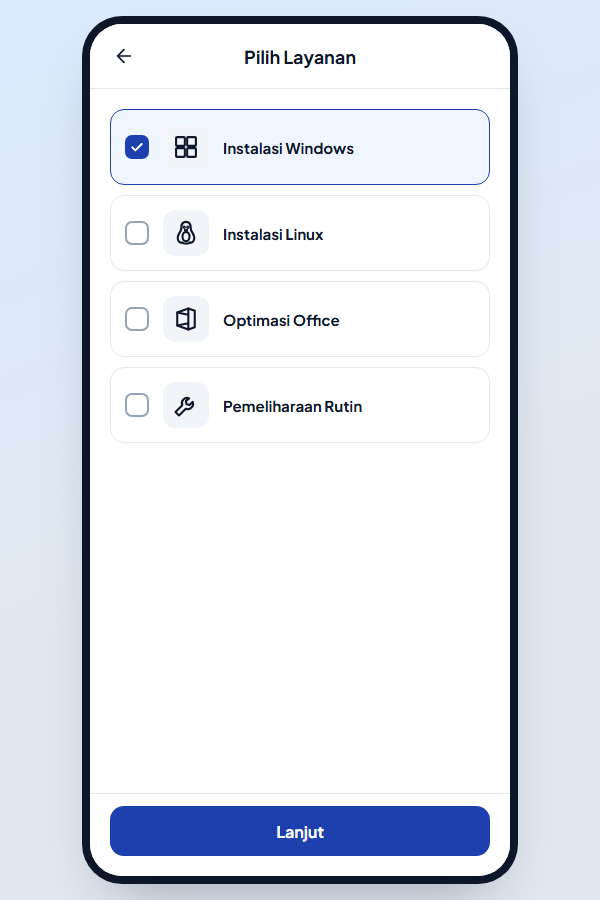 Pilih Layanan
Instalasi Windows
Instalasi Linux
Optimasi Office
Pemeliharaan Rutin
Lanjut